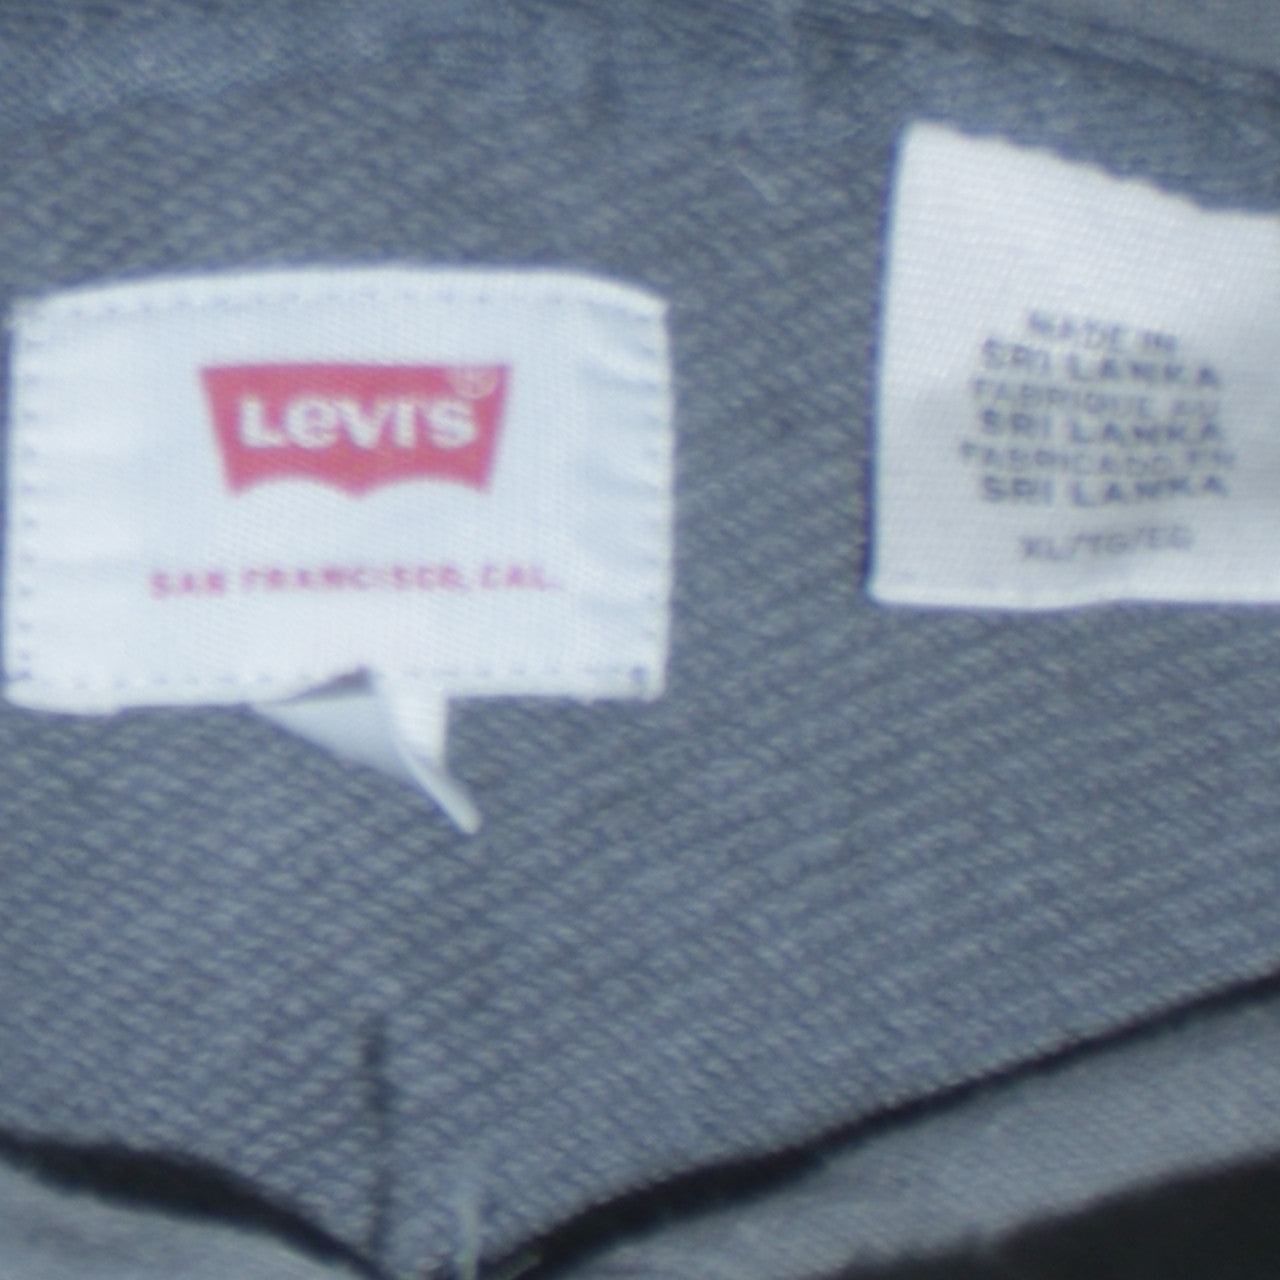 LEVI'S ®
SAN FRANCISCO, CAL.
MADE IN
SRI LANKA
FABRIQUE AU
SRI LANKA
FABRICADO EN
SRI LANKA
XL/TG/EG